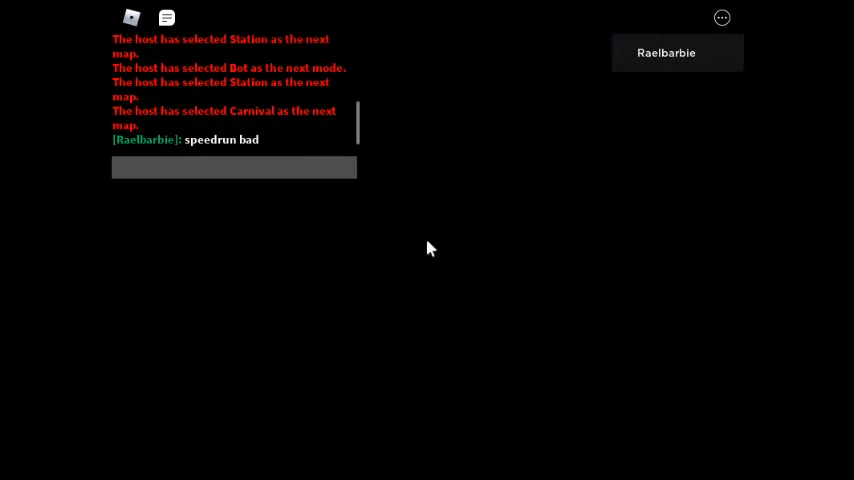 The host has selected Station as the next
map.
The host has selected Bot as the next mode.
The host has selected Station as the next
map.
The host has selected Carnival as the next
map.
[Raelbarbie]: speedrun bad
Raelbarbie